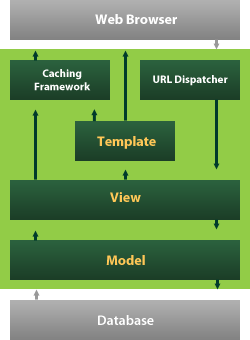 Web Browser
Caching
Framework
URL Dispatcher
Template
View
Model
Database